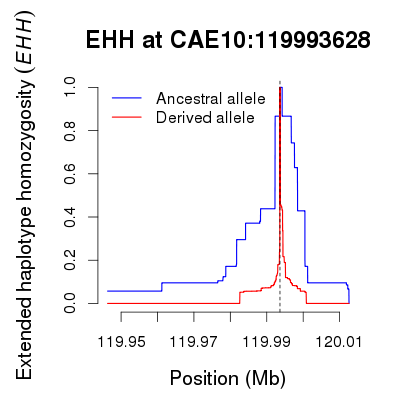 EHH at CAE10:119993628
Extended haplotype homozygosity (EHH)
1.0
0.8
0.6
0.4
0.2
0.0
Ancestral allele
Derived allele
119.95 119.97 119.99 120.01
Position (Mb)